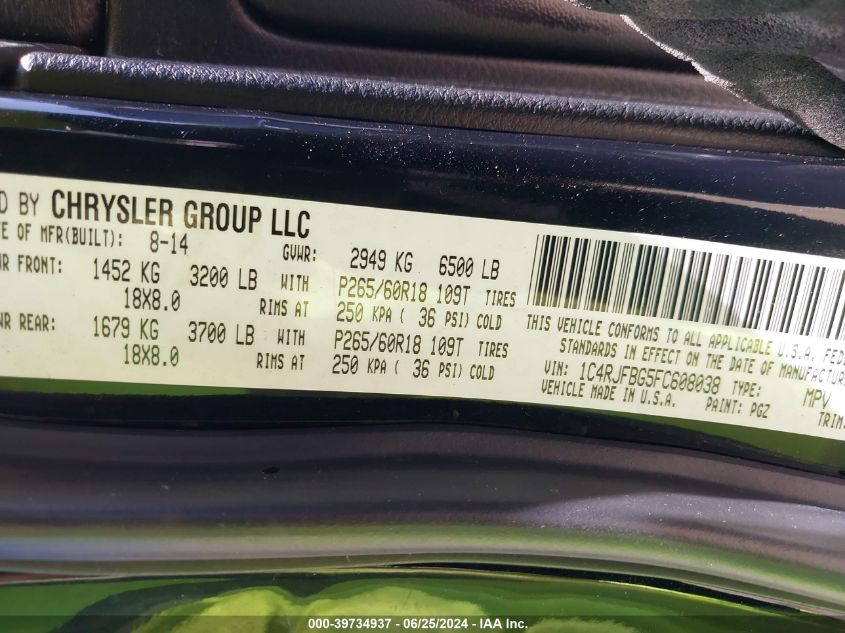 D BY CHRYSLER GROUP LLC
TE OF MFR(BUILT): 8-14 GVWR: 2949 KG 6500 LB
WR FRONT: 1452 KG 3200 LB WITH P265/60R18 109T TIRES
18X8.0 RIMS AT 250 KPA ( 36 PSI) COLD
WR REAR: 1679 KG 3700 LB WITH P265/60R18 109T TIRES
18X8.0 RIMS AT 250 KPA ( 36 PSI) COLD
THIS VEHICLE CONFORMS TO ALL APPLICABLE U.S.A. FEDE
STANDARDS IN EFFECT ON THE DATE OF MANUFACTUR
VIN: 1C4RJFBG5FC608038 TYPE: MPV
VEHICLE MADE IN U.S.A. PAINT: PGZ TRIM:
000-39734937 - 06/25/2024 - IAA Inc.